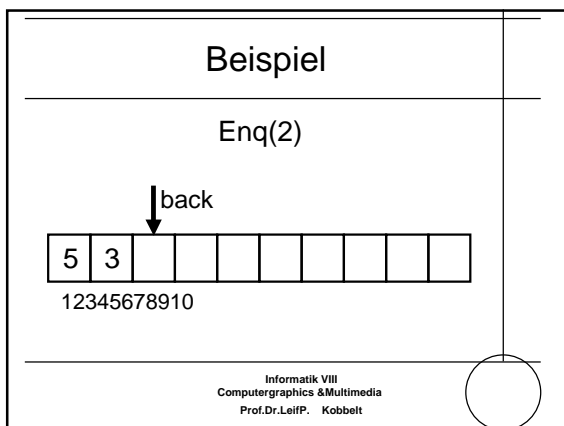 Beispiel
Enq(2)
back
5 3
12345678910
Informatik VIII
Computergraphics &Multimedia
Prof.Dr.LeifP. Kobbelt